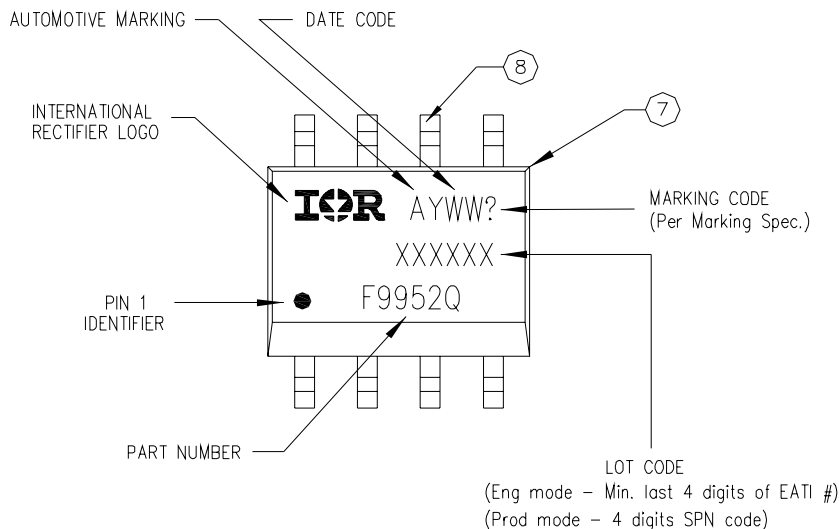 AUTOMOTIVE MARKING
DATE CODE
8
7
INTERNATIONAL
RECTIFIER LOGO
IOR
AYWW?
MARKING CODE
(Per Marking Spec.)
XXXXXX
PIN 1
IDENTIFIER
F9952Q
PART NUMBER
LOT CODE
(Eng mode – Min. last 4 digits of EATI #)
(Prod mode – 4 digits SPN code)